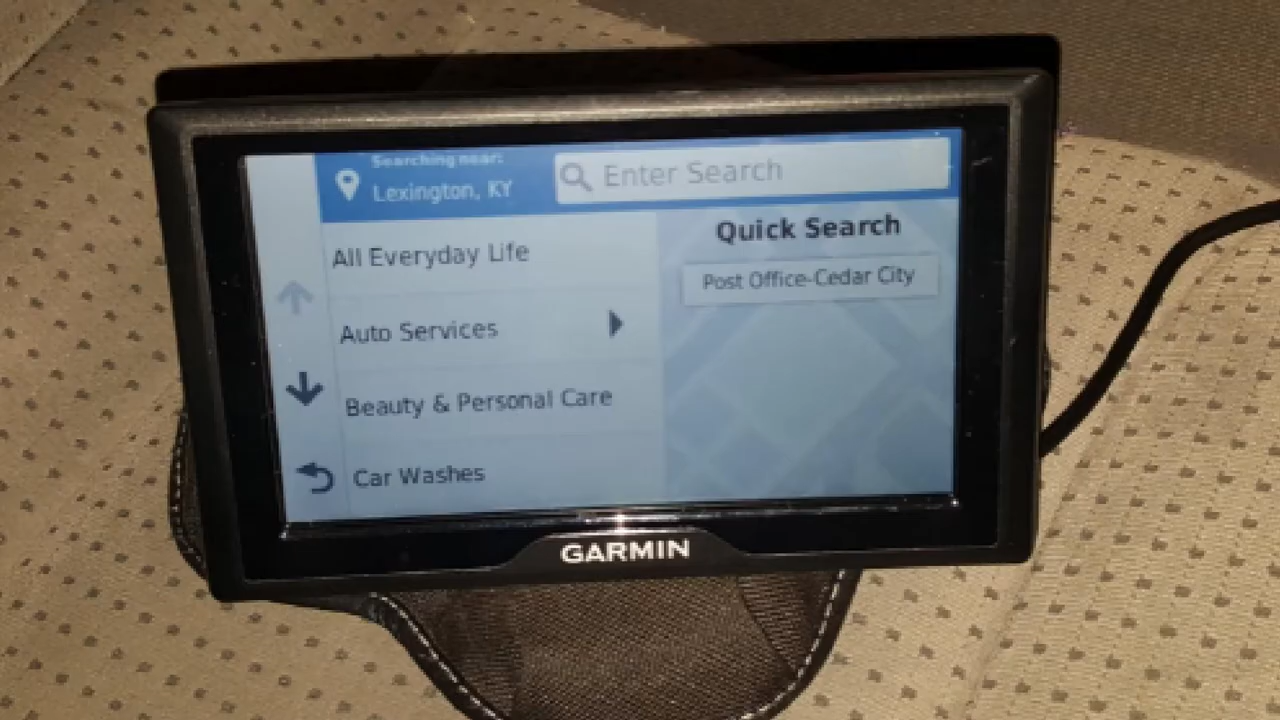 Searching near:
Lexington, KY
Enter Search
All Everyday Life
Auto Services
Beauty & Personal Care
Car Washes
Quick Search
Post Office-Cedar City
GARMIN